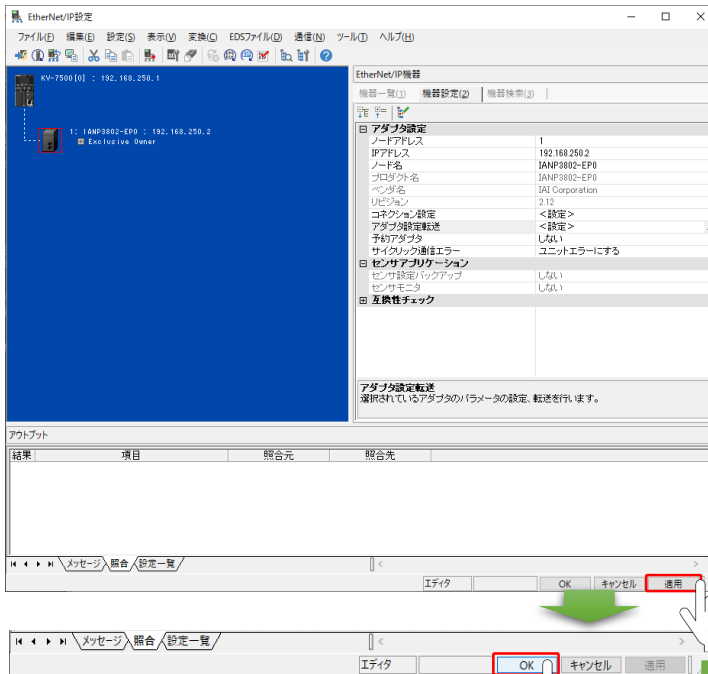 EtherNet/IP設定
ファイル(F) 編集(E) 設定(S) 表示(V) 変換(C) EDSファイル(D) 通信(N) ツール(T) ヘルプ(H)
KV-7500[0] : 192.168.250.1
1: IANP3802-EP0 : 192.168.250.2
Exclusive Owner
EtherNet/IP機器
機器一覧(1) 機器設定(2) 機器検索(3)
アダプタ設定
ノードアドレス 1
IPアドレス 192.168.250.2
ノード名 IANP3802-EP0
プロダクト名 IANP3802-EP0
ベンダ名 IAI Corporation
リビジョン 2.12
コネクション設定 <設定>
アダプタ設定転送 <設定>
予約アダプタ しない
サイクリック通信エラー ユニットエラーにする
センサアプリケーション
センサ設定バックアップ しない
センサモニタ しない
互換性チェック
アダプタ設定転送
選択されているアダプタのパラメータの設定、転送を行います。
アウトプット
結果 項目 照合元 照合先
メッセージ 照合 設定一覧
エディタ OK キャンセル 適用
メッセージ 照合 設定一覧
エディタ OK キャンセル 適用